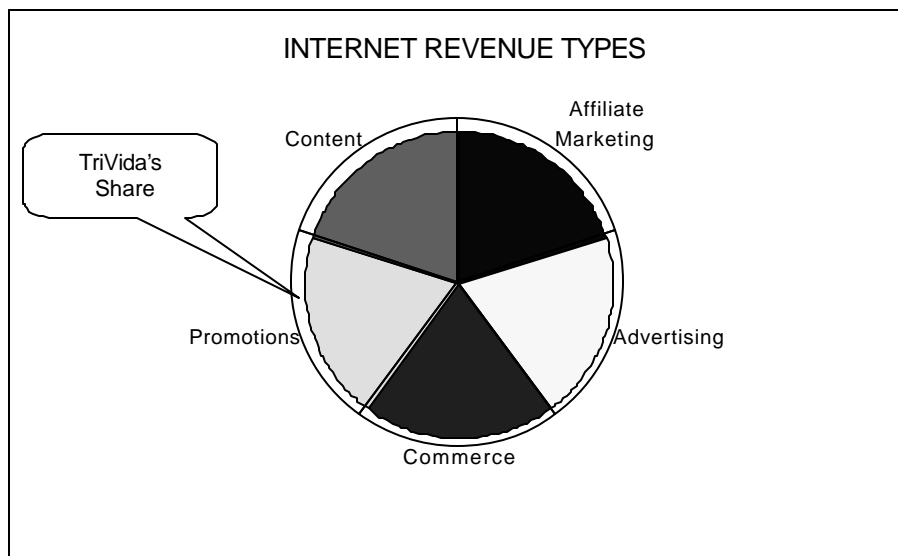 INTERNET REVENUE TYPES
Affiliate
Marketing
Content
TriVida's
Share
Promotions
Advertising
Commerce